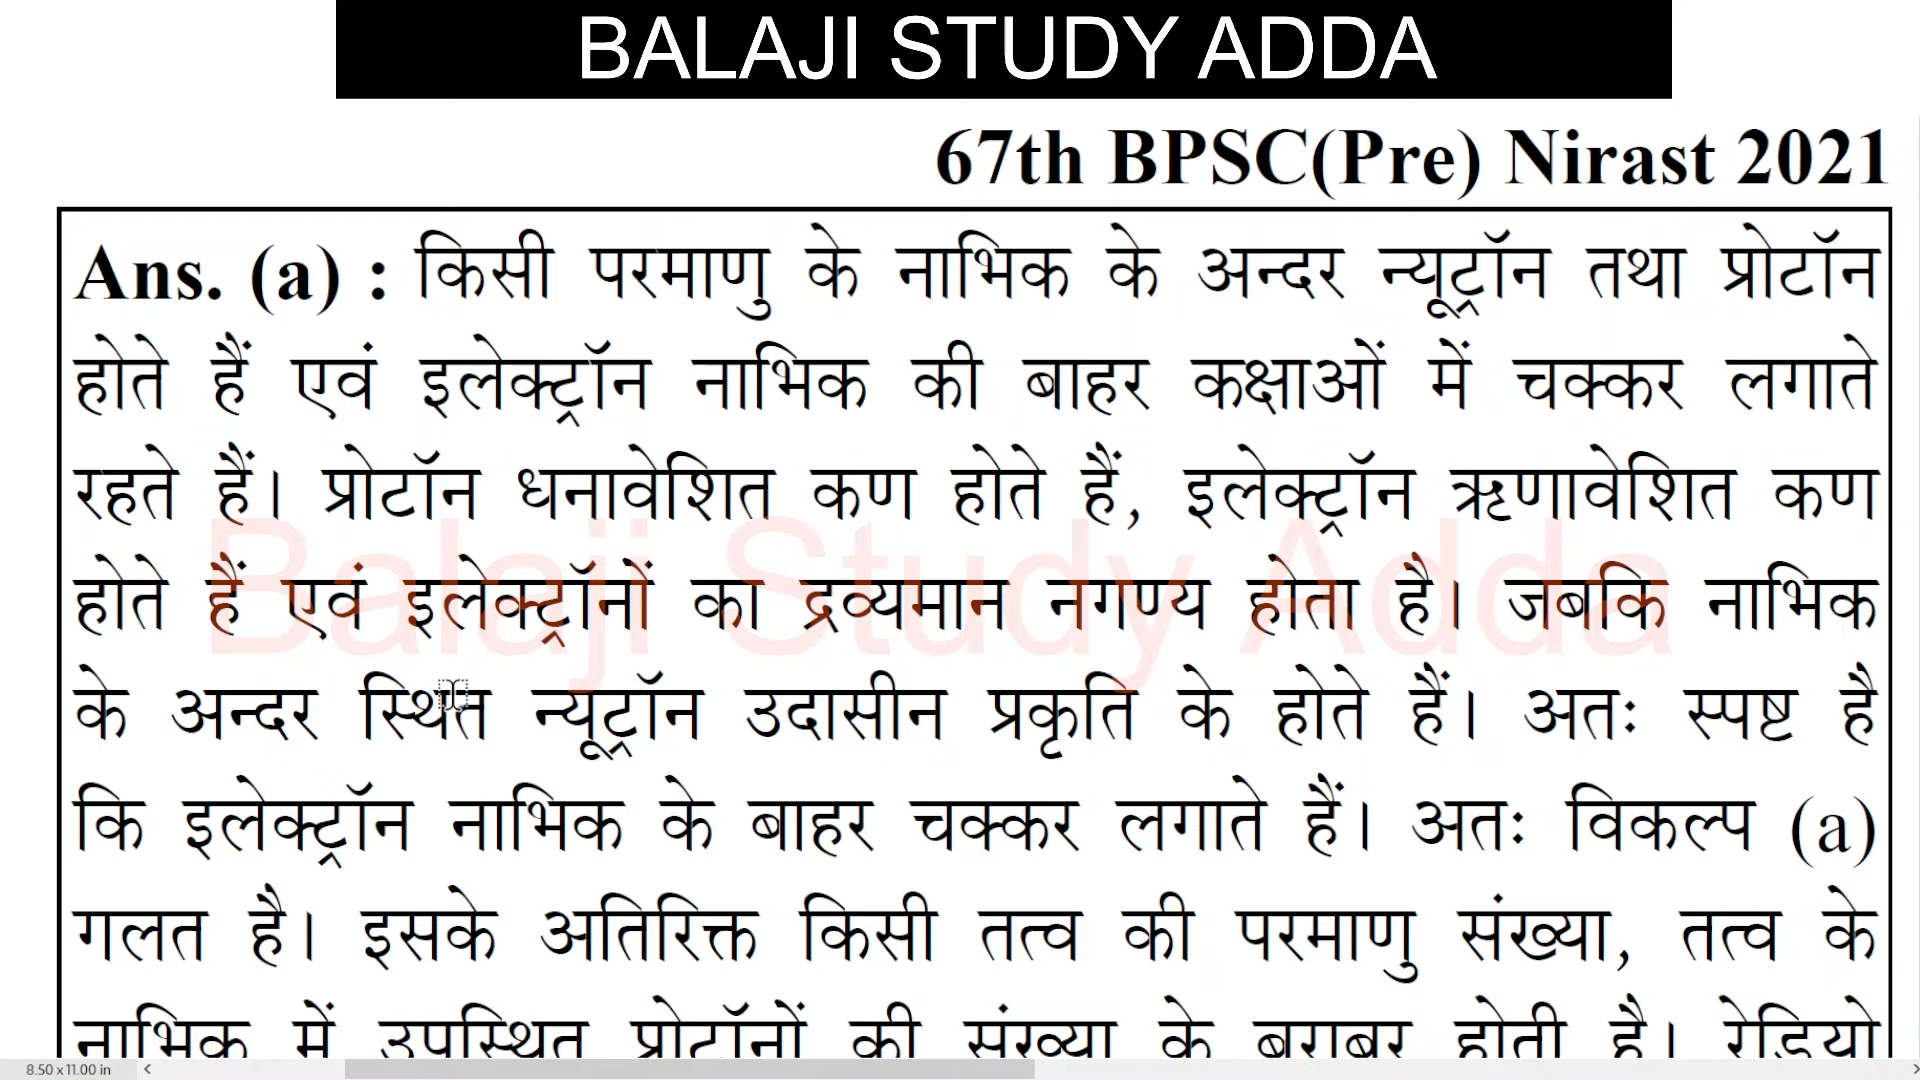 BALAJI STUDY ADDA
67th BPSC(Pre) Nirast 2021
Ans. (a) : किसी परमाणु के नाभिक के अन्दर न्यूट्रॉन तथा प्रोटॉन
होते हैं एवं इलेक्ट्रॉन नाभिक की बाहर कक्षाओं में चक्कर लगाते
रहते हैं। प्रोटॉन धनावेशित कण होते हैं, इलेक्ट्रॉन ऋणावेशित कण
Balaji Study Adda
होते हैं एवं इलेक्ट्रॉनों का द्रव्यमान नगण्य होता है। जबकि नाभिक
के अन्दर स्थित न्यूट्रॉन उदासीन प्रकृति के होते हैं। अतः स्पष्ट है
कि इलेक्ट्रॉन नाभिक के बाहर चक्कर लगाते हैं। अतः विकल्प (a)
गलत है। इसके अतिरिक्त किसी तत्व की परमाणु संख्या, तत्व के
नाभिक में उपस्थित प्रोटॉनों की संख्या के बराबर होती है। रेडियो
8.50 x 11.00 in